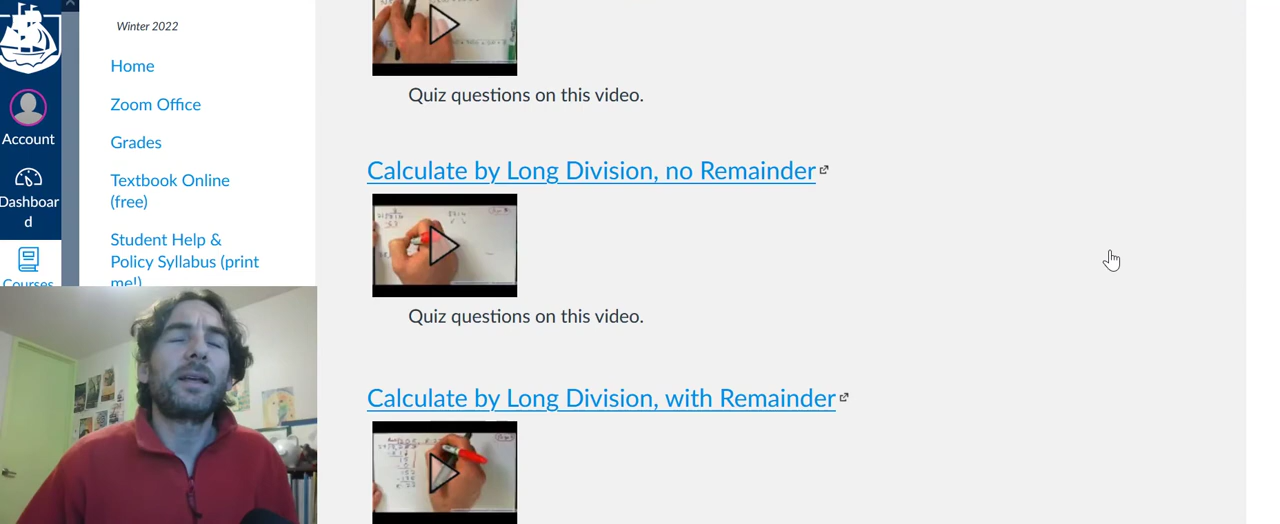 Winter 2022
Home
Zoom Office
Grades
Textbook Online
(free)
Student Help &
Policy Syllabus (print
me!)
Account
Dashboar
d
Courses
Quiz questions on this video.
Calculate by Long Division, no Remainder
Quiz questions on this video.
Calculate by Long Division, with Remainder